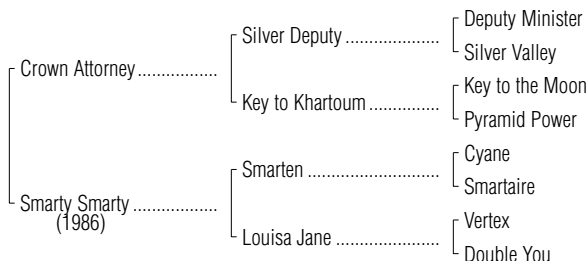 Deputy Minister
Silver Deputy ..................
Silver Valley
Crown Attorney ...............
Key to the Moon
Key to Khartoum .............
Pyramid Power
Cyane
Smarten ........................
Smartaire
Smarty Smarty ................
(1986)
Vertex
Louisa Jane ...................
Double You